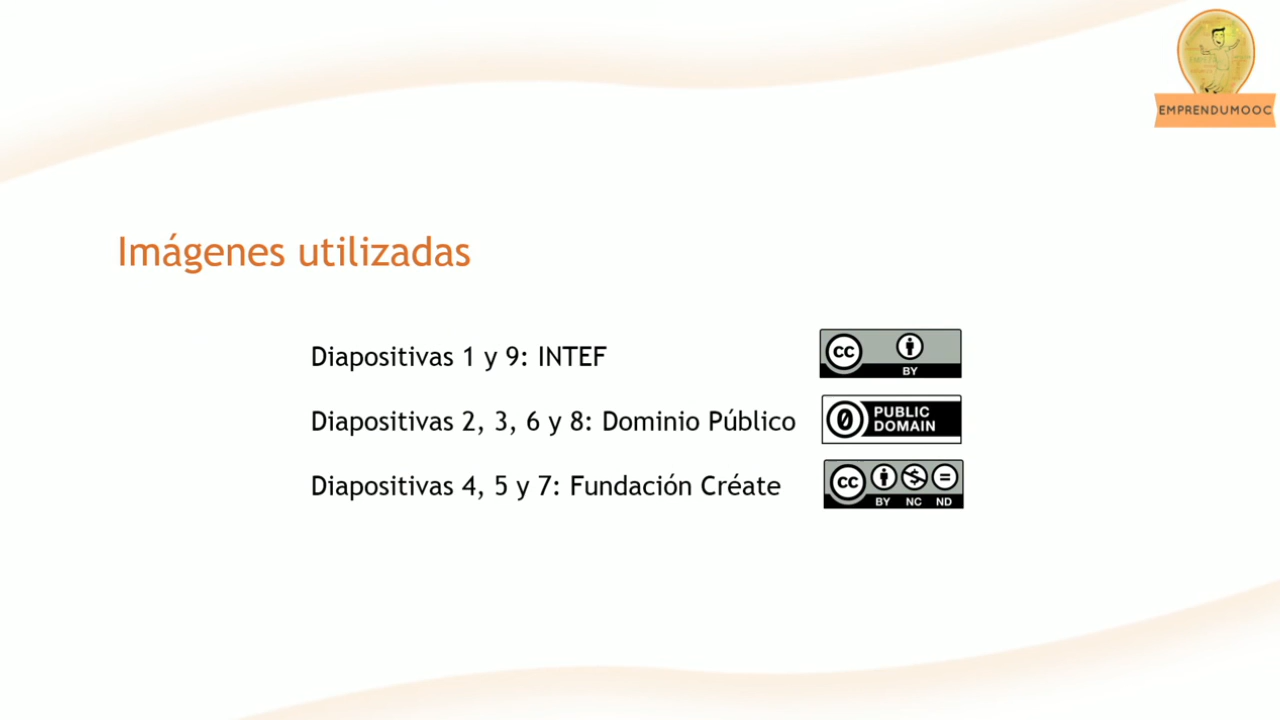 EMPRENDUMOOC
Imágenes utilizadas
Diapositivas 1 y 9: INTEF
CC BY
Diapositivas 2, 3, 6 y 8: Dominio Público
0 PUBLIC DOMAIN
Diapositivas 4, 5 y 7: Fundación Créate
CC BY NC ND